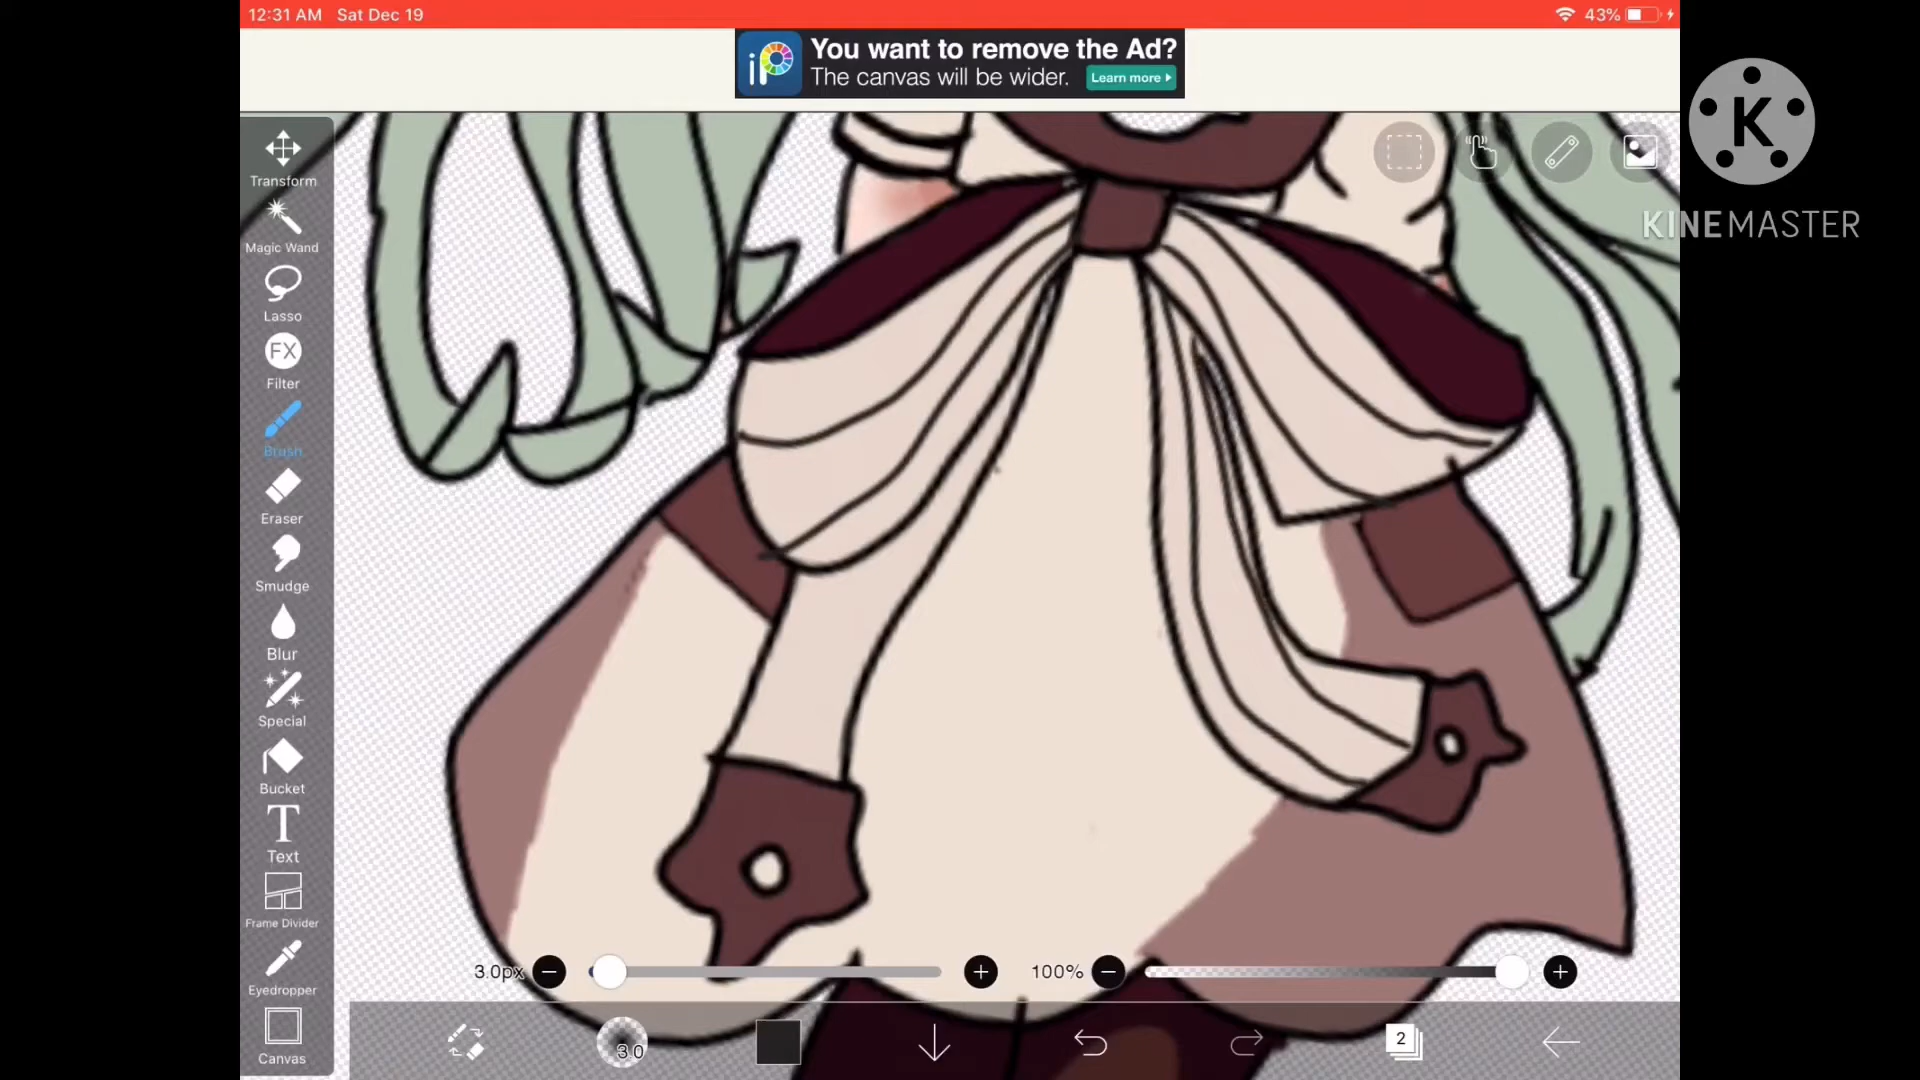 12:31 AM Sat Dec 19
43%
iP
You want to remove the Ad?
The canvas will be wider. Learn more
K
KINEMASTER
Transform
Magic Wand
Lasso
FX
Filter
Brush
Eraser
Smudge
Blur
Special
Bucket
T
Text
Frame Divider
Eyedropper
Canvas
3.0px
100%
3.0
2